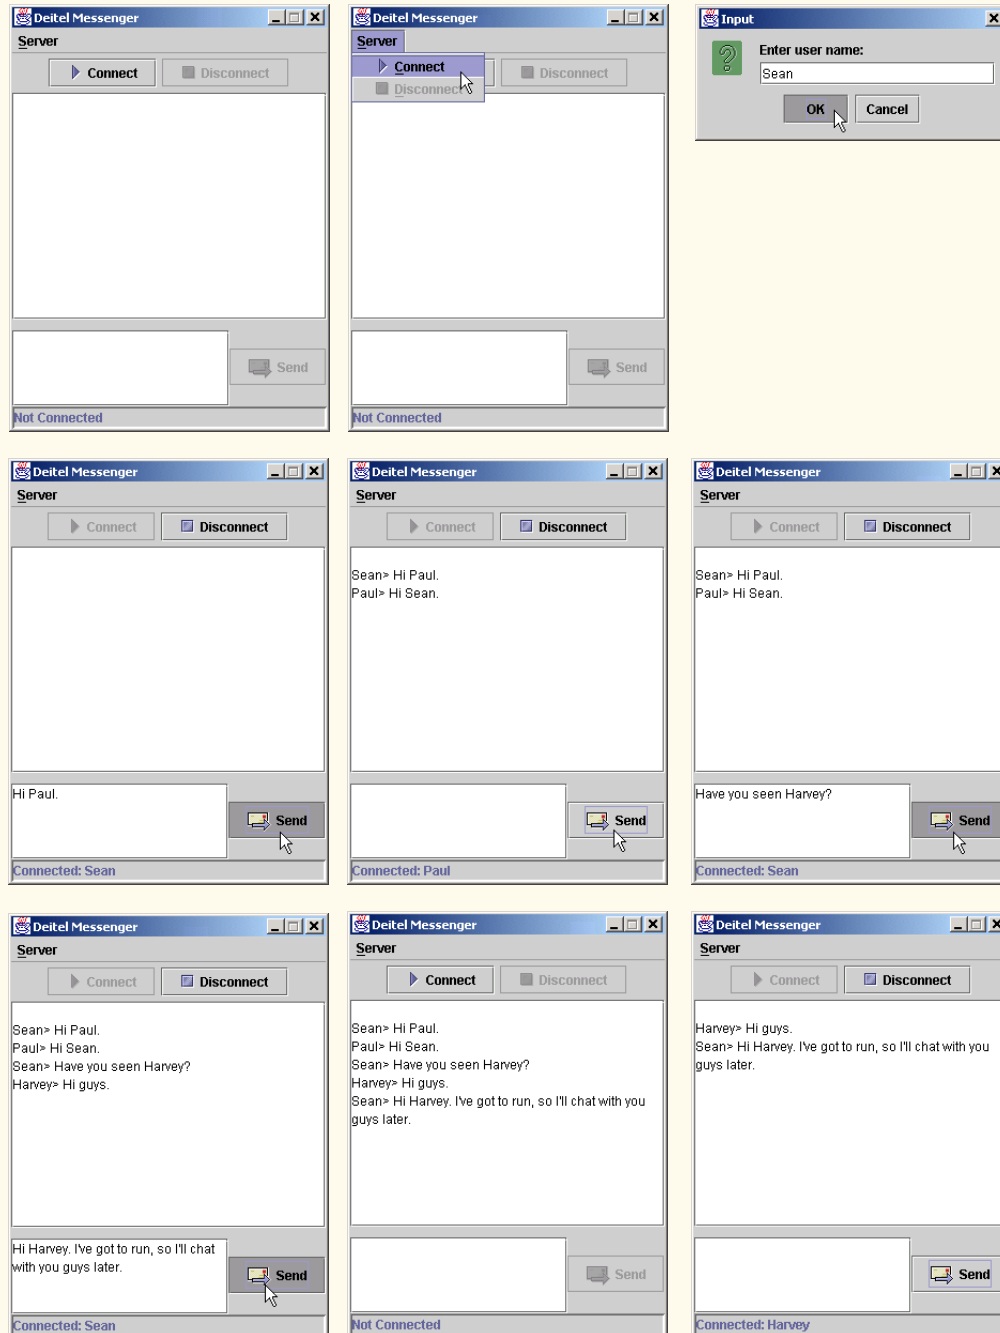 Deitel Messenger
Server
Connect
Disconnect
Send
Not Connected
Deitel Messenger
Server
Connect
Disconnect
Disconnect
Send
Not Connected
Input
Enter user name:
Sean
OK
Cancel
Deitel Messenger
Server
Connect
Disconnect
Hi Paul.
Send
Connected: Sean
Deitel Messenger
Server
Connect
Disconnect
Sean> Hi Paul.
Paul> Hi Sean.
Send
Connected: Paul
Deitel Messenger
Server
Connect
Disconnect
Sean> Hi Paul.
Paul> Hi Sean.
Have you seen Harvey?
Send
Connected: Sean
Deitel Messenger
Server
Connect
Disconnect
Sean> Hi Paul.
Paul> Hi Sean.
Sean> Have you seen Harvey?
Harvey> Hi guys.
Hi Harvey. I've got to run, so I'll chat
with you guys later.
Send
Connected: Sean
Deitel Messenger
Server
Connect
Disconnect
Sean> Hi Paul.
Paul> Hi Sean.
Sean> Have you seen Harvey?
Harvey> Hi guys.
Sean> Hi Harvey. I've got to run, so I'll chat with you
guys later.
Send
Not Connected
Deitel Messenger
Server
Connect
Disconnect
Harvey> Hi guys.
Sean> Hi Harvey. I've got to run, so I'll chat with you
guys later.
Send
Connected: Harvey